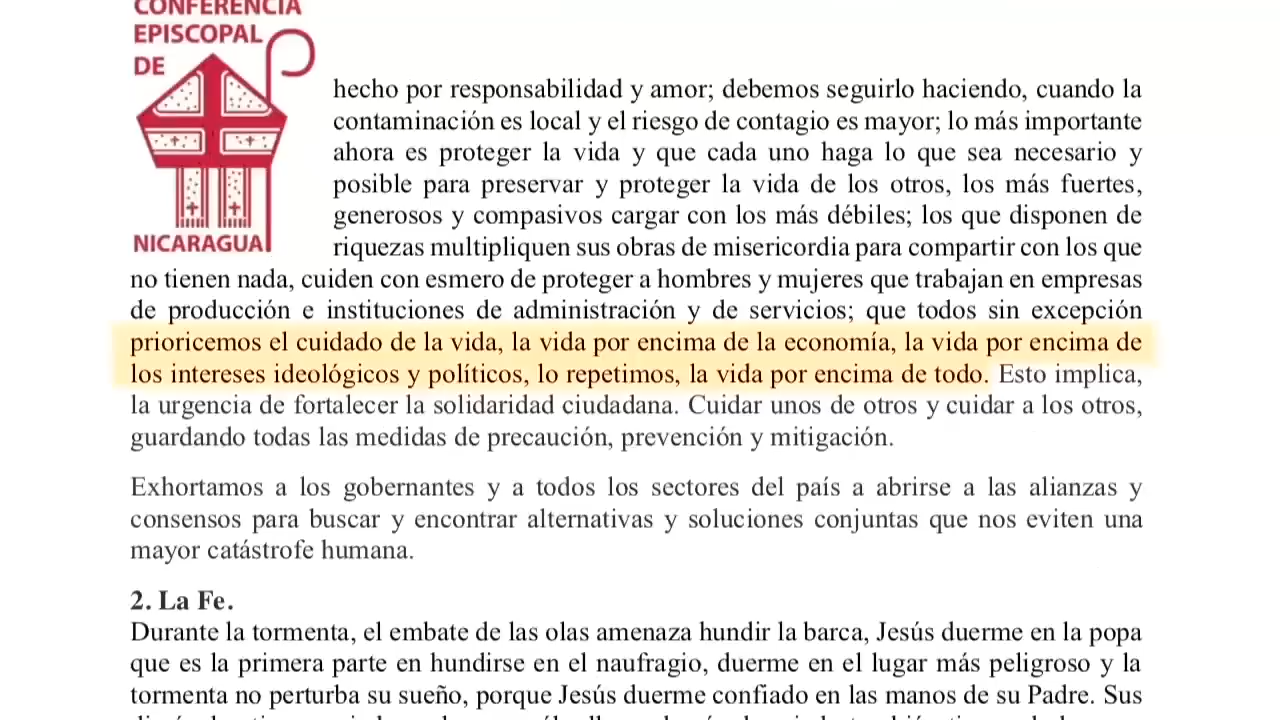 CONFERENCIA
EPISCOPAL
DE
NICARAGUA
hecho por responsabilidad y amor; debemos seguirlo haciendo, cuando la
contaminación es local y el riesgo de contagio es mayor; lo más importante
ahora es proteger la vida y que cada uno haga lo que sea necesario y
posible para preservar y proteger la vida de los otros, los más fuertes,
generosos y compasivos cargar con los más débiles; los que disponen de
riquezas multipliquen sus obras de misericordia para compartir con los que
no tienen nada, cuiden con esmero de proteger a hombres y mujeres que trabajan en empresas
de producción e instituciones de administración y de servicios; que todos sin excepción
prioricemos el cuidado de la vida, la vida por encima de la economía, la vida por encima de
los intereses ideológicos y políticos, lo repetimos, la vida por encima de todo. Esto implica,
la urgencia de fortalecer la solidaridad ciudadana. Cuidar unos de otros y cuidar a los otros,
guardando todas las medidas de precaución, prevención y mitigación.
Exhortamos a los gobernantes y a todos los sectores del país a abrirse a las alianzas y
consensos para buscar y encontrar alternativas y soluciones conjuntas que nos eviten una
mayor catástrofe humana.
2. La Fe.
Durante la tormenta, el embate de las olas amenaza hundir la barca, Jesús duerme en la popa
que es la primera parte en hundirse en el naufragio, duerme en el lugar más peligroso y la
tormenta no perturba su sueño, porque Jesús duerme confiado en las manos de su Padre. Sus